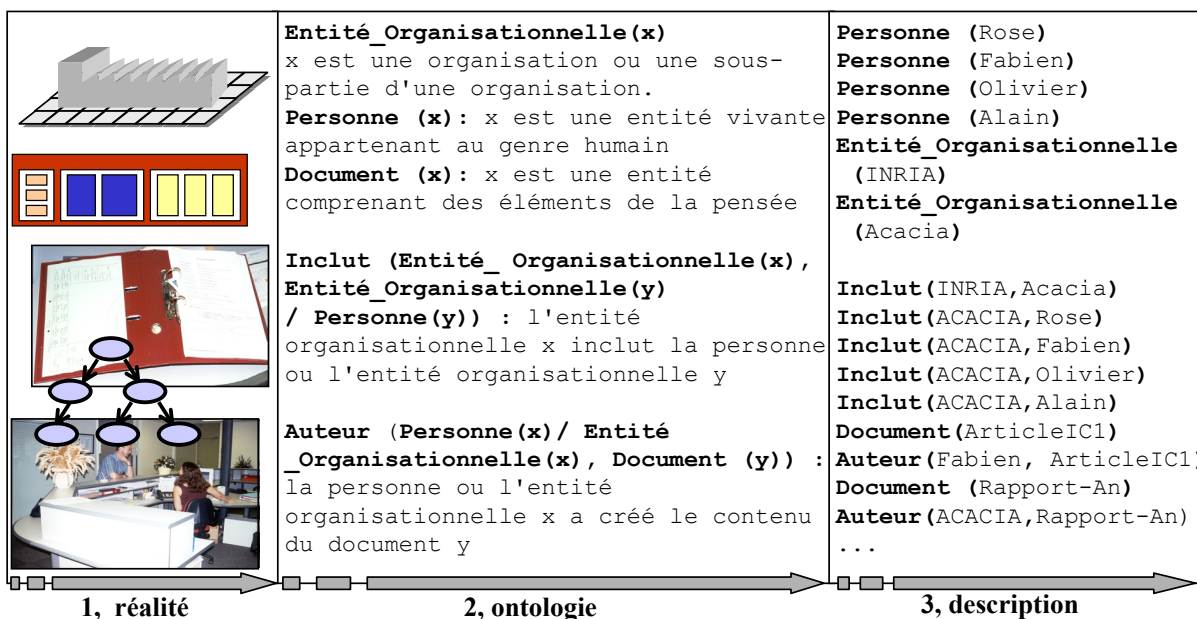 Entité_Organisationnelle(x)
x est une organisation ou une sous-
partie d'une organisation.
Personne (x): x est une entité vivante
appartenant au genre humain
Document (x): x est une entité
comprenant des éléments de la pensée
Inclut (Entité_ Organisationnelle(x),
Entité_Organisationnelle(y)
/ Personne(y)) : l'entité
organisationnelle x inclut la personne
ou l'entité organisationnelle y
Auteur (Personne(x)/ Entité
_Organisationnelle(x), Document (y)) :
la personne ou l'entité
organisationnelle x a créé le contenu
du document y
Personne (Rose)
Personne (Fabien)
Personne (Olivier)
Personne (Alain)
Entité_Organisationnelle
(INRIA)
Entité_Organisationnelle
(Acacia)
Inclut(INRIA,Acacia)
Inclut(ACACIA,Rose)
Inclut(ACACIA,Fabien)
Inclut(ACACIA,Olivier)
Inclut(ACACIA,Alain)
Document(ArticleIC1)
Auteur(Fabien, ArticleIC1)
Document (Rapport-An)
Auteur(ACACIA,Rapport-An)
...
1, réalité
2, ontologie
3, description